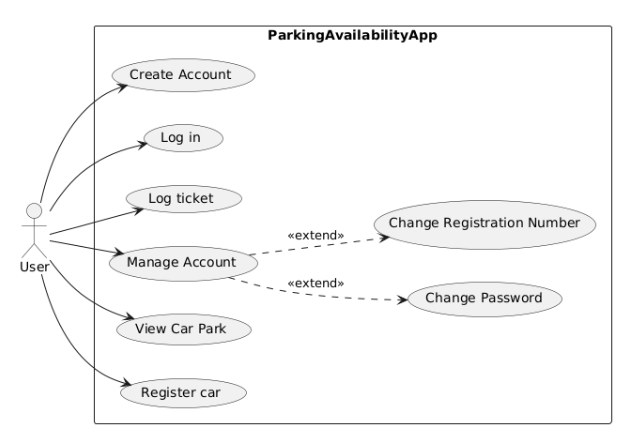 ParkingAvailabilityApp
Create Account
Log in
Log ticket
User
Manage Account
«extend»
Change Registration Number
«extend»
Change Password
View Car Park
Register car